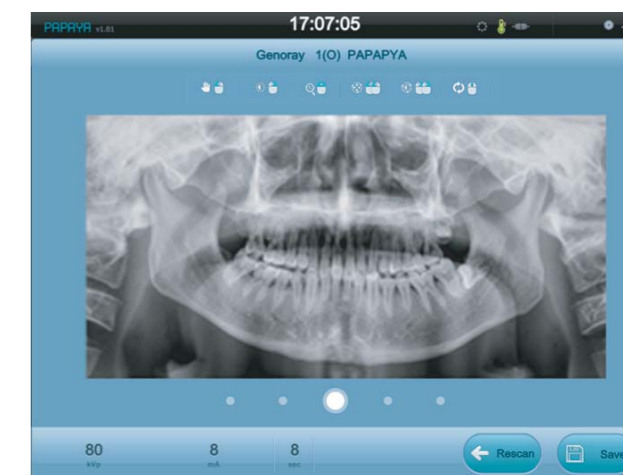 PAPAYA v1.01
17:07:05
Genoray 1(O) PAPAPYA
80
kVp
8
mA
8
sec
Rescan
Save